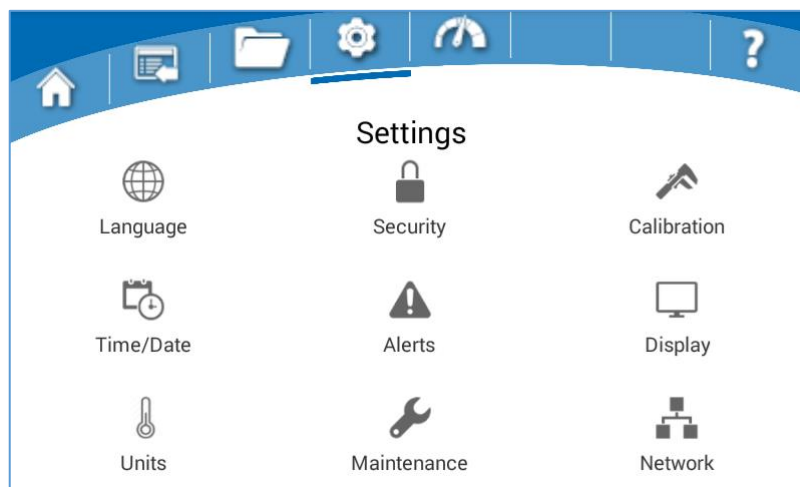 ?
Settings
Language Security Calibration
Time/Date Alerts Display
Units Maintenance Network